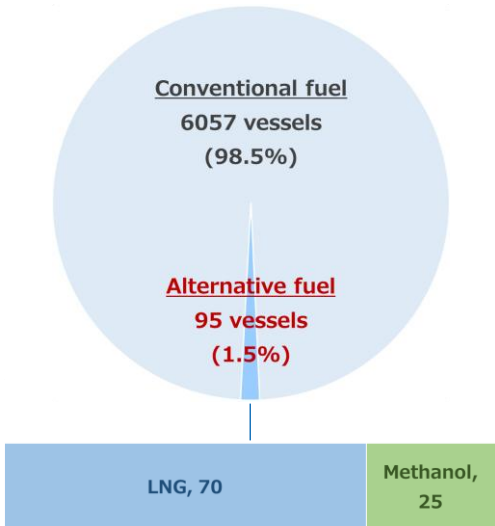 Conventional fuel
6057 vessels
(98.5%)
Alternative fuel
95 vessels
(1.5%)
LNG, 70
Methanol,
25